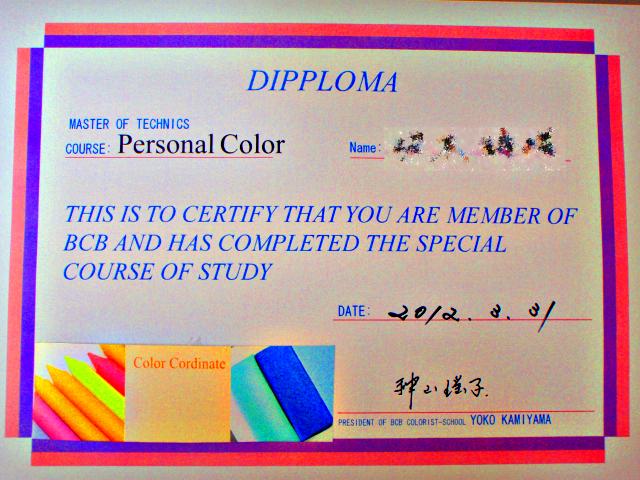 DIPPLOMA
MASTER OF TECHNICS
COURSE: Personal Color
Name:
THIS IS TO CERTIFY THAT YOU ARE MEMBER OF
BCB AND HAS COMPLETED THE SPECIAL
COURSE OF STUDY
DATE: 2012.3.31
Color Cordinate
神山瑶子
PRESIDENT OF BCB COLORIST-SCHOOL YOKO KAMIYAMA